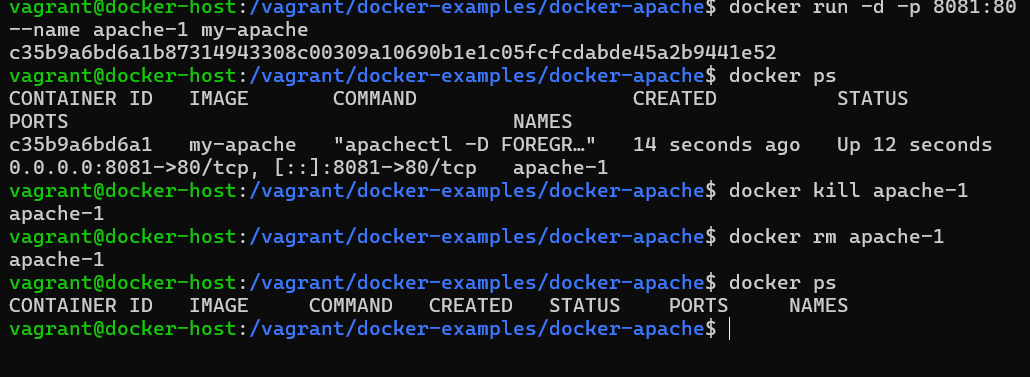 vagrant@docker-host:/vagrant/docker-examples/docker-apache$ docker run -d -p 8081:80
--name apache-1 my-apache
c35b9a6bd6a1b87314943308c00309a10690b1e1c05fcfcdabde45a2b9441e52
vagrant@docker-host:/vagrant/docker-examples/docker-apache$ docker ps
CONTAINER ID   IMAGE       COMMAND                  CREATED          STATUS
PORTS                                     NAMES
c35b9a6bd6a1   my-apache   "apachectl -D FOREGR…"   14 seconds ago   Up 12 seconds
0.0.0.0:8081->80/tcp, [::]:8081->80/tcp   apache-1
vagrant@docker-host:/vagrant/docker-examples/docker-apache$ docker kill apache-1
apache-1
vagrant@docker-host:/vagrant/docker-examples/docker-apache$ docker rm apache-1
apache-1
vagrant@docker-host:/vagrant/docker-examples/docker-apache$ docker ps
CONTAINER ID   IMAGE     COMMAND   CREATED   STATUS    PORTS     NAMES
vagrant@docker-host:/vagrant/docker-examples/docker-apache$